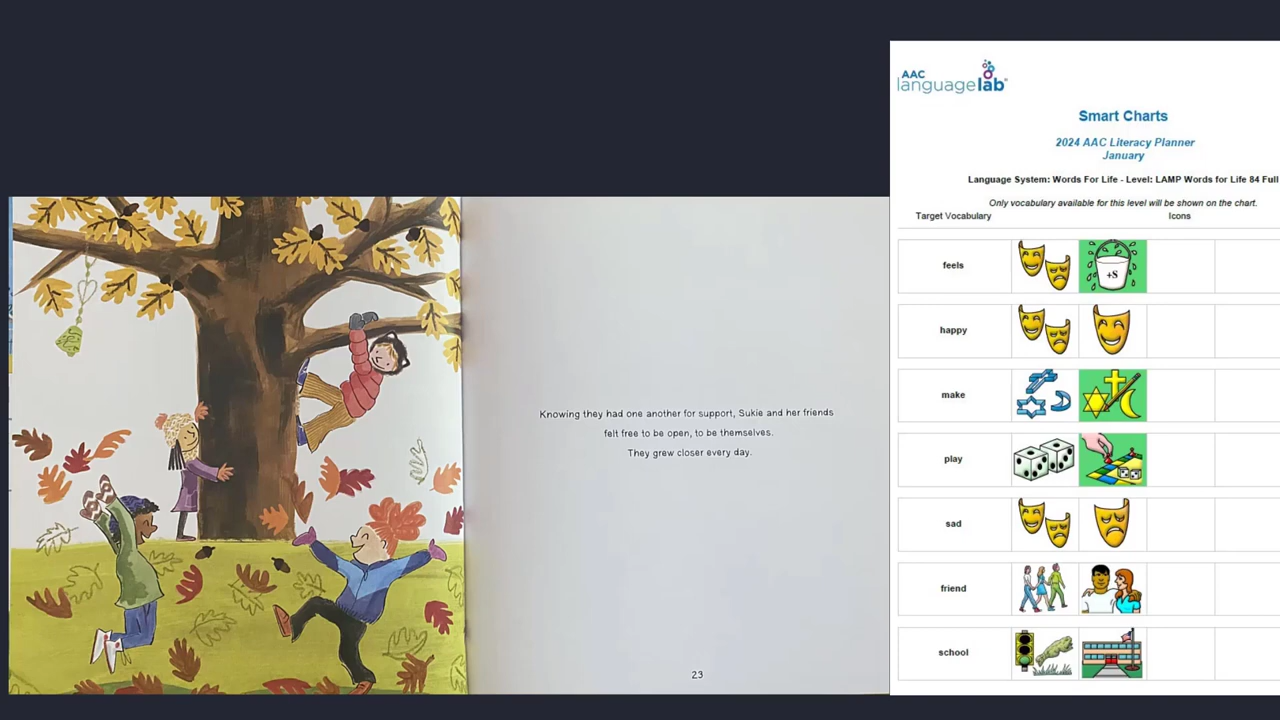 Knowing they had one another for support, Sukie and her friends
felt free to be open, to be themselves.
They grew closer every day.
23
AAC
languagelab
Smart Charts
2024 AAC Literacy Planner
January
Language System: Words For Life - Level: LAMP Words for Life 84 Full
Only vocabulary available for this level will be shown on the chart.
Target Vocabulary Icons
feels +S
happy
make
play
sad
friend
school